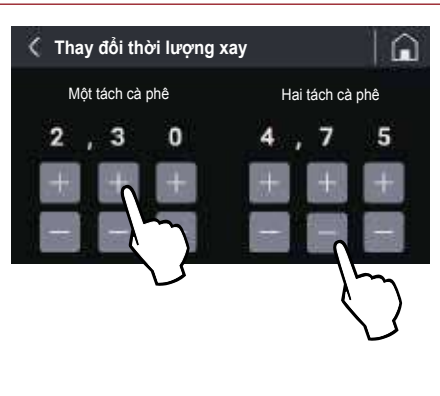 Thay đổi thời lượng xay
Một tách cà phê
Hai tách cà phê
2 , 3 0
4 , 7 5
+ + +
+ + +
− −
− − −